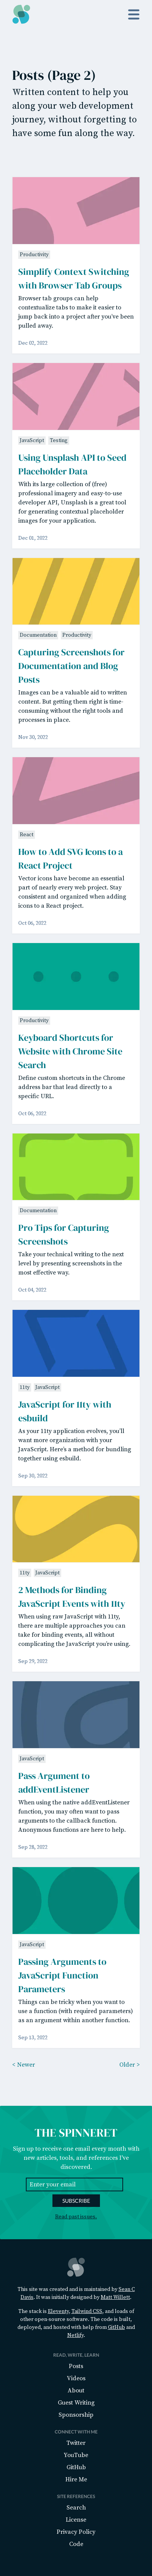 Posts (Page 2)
Written content to help you
along your web development
journey, without forgetting to
have some fun along the way.
Productivity
Simplify Context Switching
with Browser Tab Groups
Browser tab groups can help
contextualize tabs to make it easier to
jump back into a project after you've been
pulled away.
Dec 02, 2022
JavaScript Testing
Using Unsplash API to Seed
Placeholder Data
With its large collection of (free)
professional imagery and easy-to-use
developer API, Unsplash is a great tool
for generating contextual placeholder
images for your application.
Dec 01, 2022
Documentation Productivity
Capturing Screenshots for
Documentation and Blog
Posts
Images can be a valuable aid to written
content. But getting them right is time-
consuming without the right tools and
processes in place.
Nov 30, 2022
React
How to Add SVG Icons to a
React Project
Vector icons have become an essential
part of nearly every web project. Stay
consistent and organized when adding
icons to a React project.
Oct 06, 2022
Productivity
Keyboard Shortcuts for
Website with Chrome Site
Search
Define custom shortcuts in the Chrome
address bar that lead directly to a
specific URL.
Oct 06, 2022
Documentation
Pro Tips for Capturing
Screenshots
Take your technical writing to the next
level by presenting screenshots in the
most effective way.
Oct 04, 2022
11ty JavaScript
JavaScript for 11ty with
esbuild
As your 11ty application evolves, you'll
want more organization with your
JavaScript. Here's a method for bundling
together using esbuild.
Sep 30, 2022
11ty JavaScript
2 Methods for Binding
JavaScript Events with 11ty
When using raw JavaScript with 11ty,
there are multiple approaches you can
take for binding events, all without
complicating the JavaScript you're using.
Sep 29, 2022
JavaScript
Pass Argument to
addEventListener
When using the native addEventListener
function, you may often want to pass
arguments to the callback function.
Anonymous functions are here to help.
Sep 28, 2022
JavaScript
Passing Arguments to
JavaScript Function
Parameters
Things can be tricky when you want to
use a function (with required parameters)
as an argument within another function.
Sep 13, 2022
< Newer Older >
THE SPINNERET
Sign up to receive one email every month with
new articles, tools, and references I've
discovered.
Enter your email
SUBSCRIBE
Read past issues.
This site was created and is maintained by Sean C
Davis. It was initially designed by Matt Willett.
The stack is Eleventy, Tailwind CSS, and loads of
other open-source software. The code is built,
deployed, and hosted with help from GitHub and
Netlify.
READ, WRITE, LEARN
Posts
Videos
About
Guest Writing
Sponsorship
CONNECT WITH ME
Twitter
YouTube
GitHub
Hire Me
SITE REFERENCES
Search
License
Privacy Policy
Code